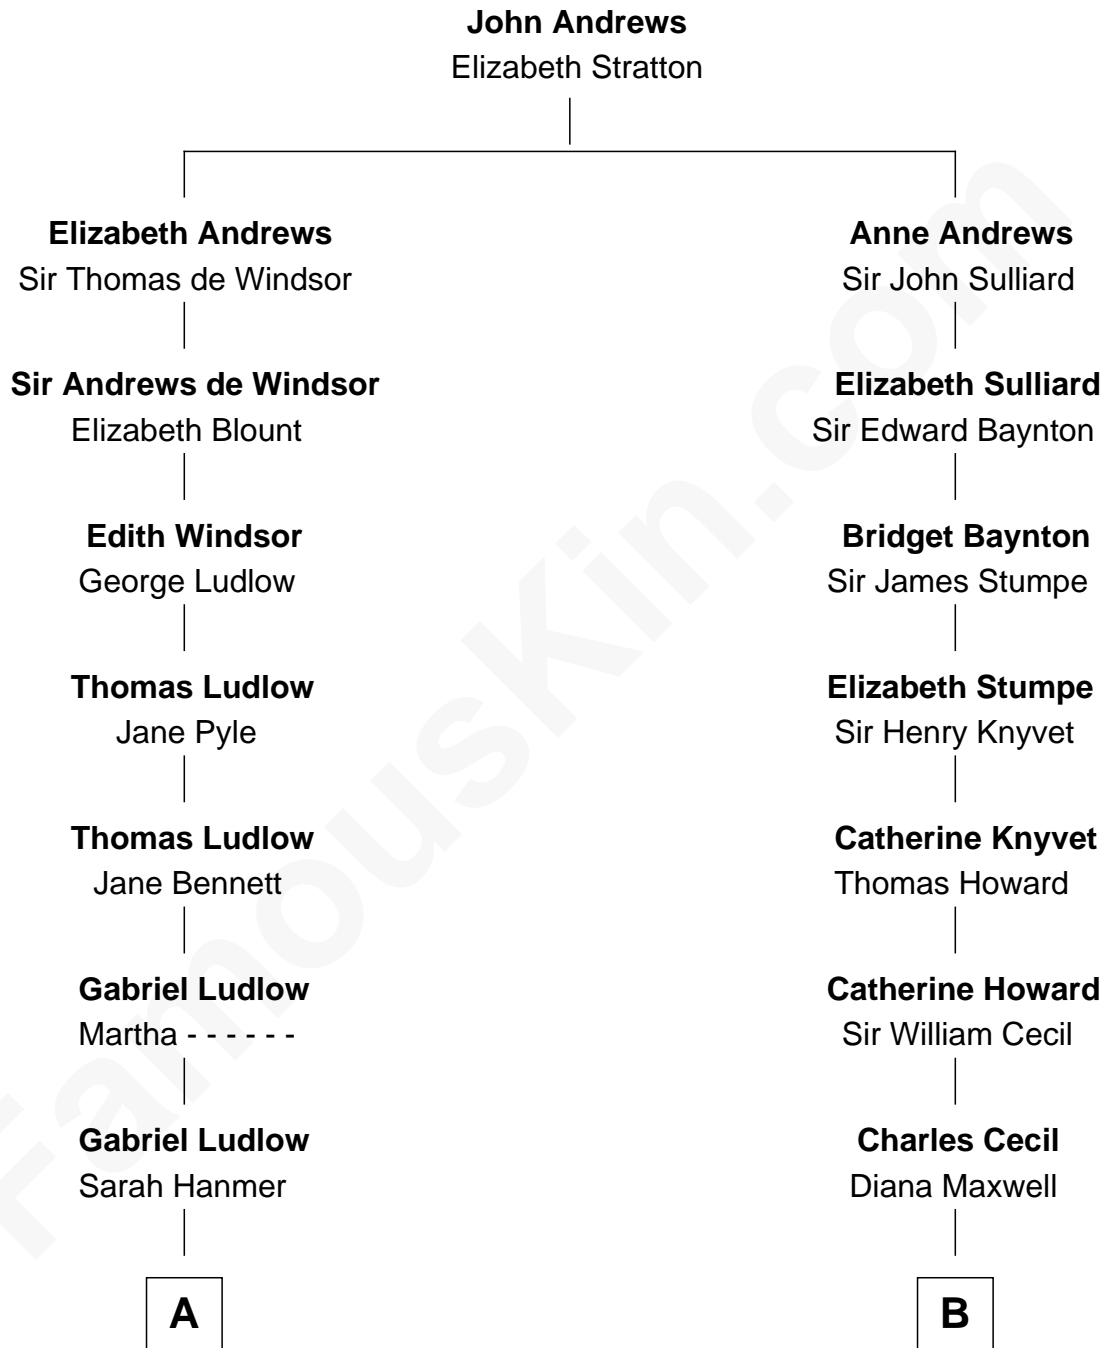 John Andrews
Elizabeth Stratton
Elizabeth Andrews
Sir Thomas de Windsor
Anne Andrews
Sir John Sulliard
Sir Andrews de Windsor
Elizabeth Blount
Elizabeth Sulliard
Sir Edward Baynton
Edith Windsor
George Ludlow
Bridget Baynton
Sir James Stumpe
Thomas Ludlow
Jane Pyle
Elizabeth Stumpe
Sir Henry Knyvet
Thomas Ludlow
Jane Bennett
Catherine Knyvet
Thomas Howard
Gabriel Ludlow
Martha - - - - - -
Catherine Howard
Sir William Cecil
Gabriel Ludlow
Sarah Hanmer
Charles Cecil
Diana Maxwell
A
B
FamousKin.com